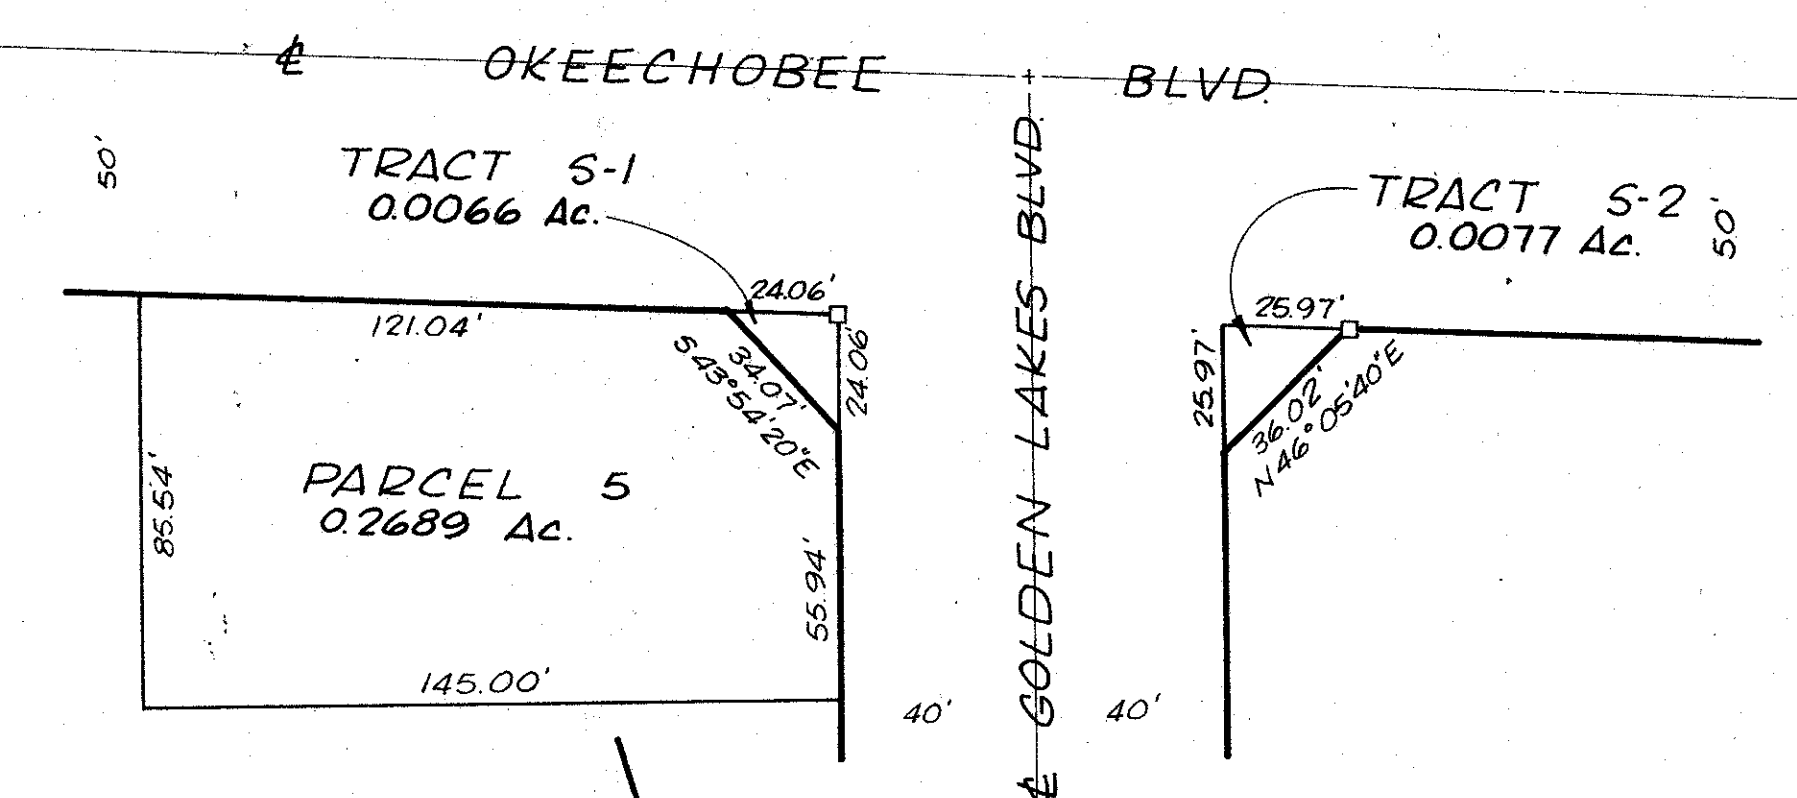 ℄ OKEECHOBEE BLVD.
50'
TRACT S-1
0.0066 Ac.
24.06'
24.06'
121.04'
34.07'
S 43°54'20"E
PARCEL 5
0.2689 Ac.
85.54'
55.94'
145.00'
40'
℄ GOLDEN LAKES BLVD.
40'
TRACT S-2
0.0077 Ac.
50'
25.97'
25.97'
36.02'
N 46°05'40"E